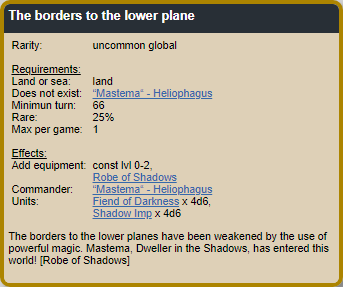 The borders to the lower plane
Rarity: uncommon global
Requirements:
Land or sea: land
Does not exist: "Mastema" - Heliophagus
Minimun turn: 66
Rare: 25%
Max per game: 1
Effects:
Add equipment: const lvl 0-2,
Robe of Shadows
Commander: "Mastema" - Heliophagus
Units: Fiend of Darkness x 4d6,
Shadow Imp x 4d6
The borders to the lower planes have been weakened by the use of
powerful magic. Mastema, Dweller in the Shadows, has entered this
world! [Robe of Shadows]